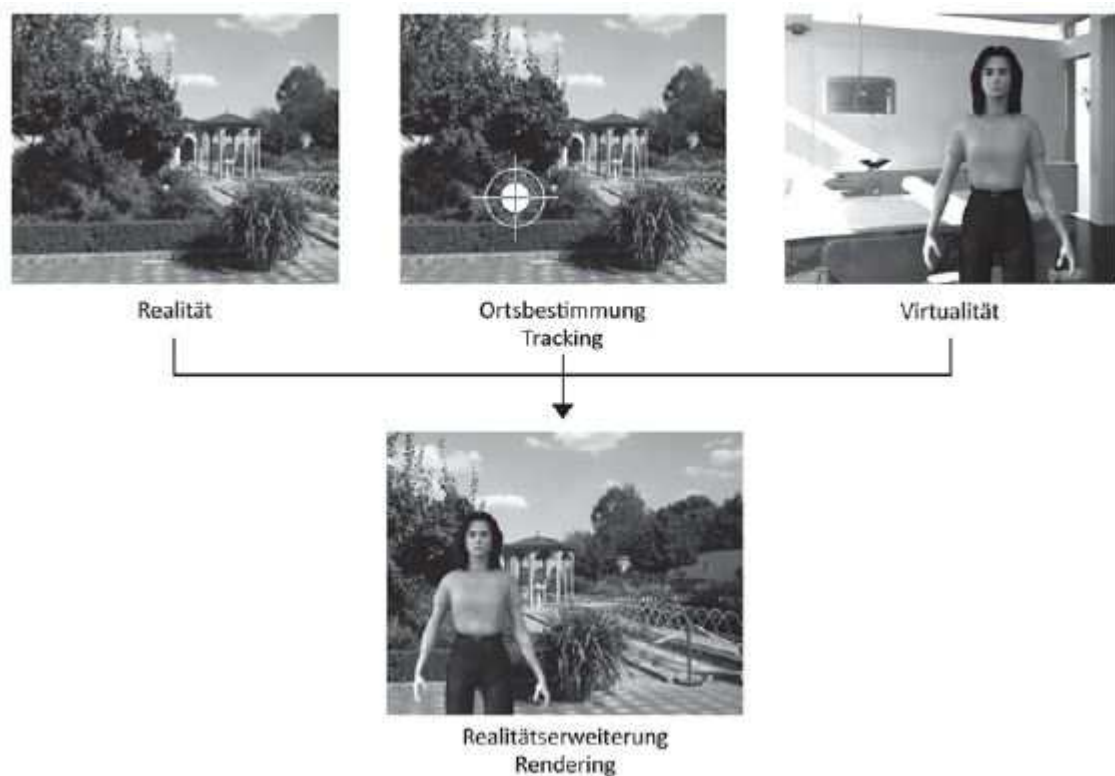 Realität
Ortsbestimmung
Tracking
Virtualität
Realitätserweiterung
Rendering